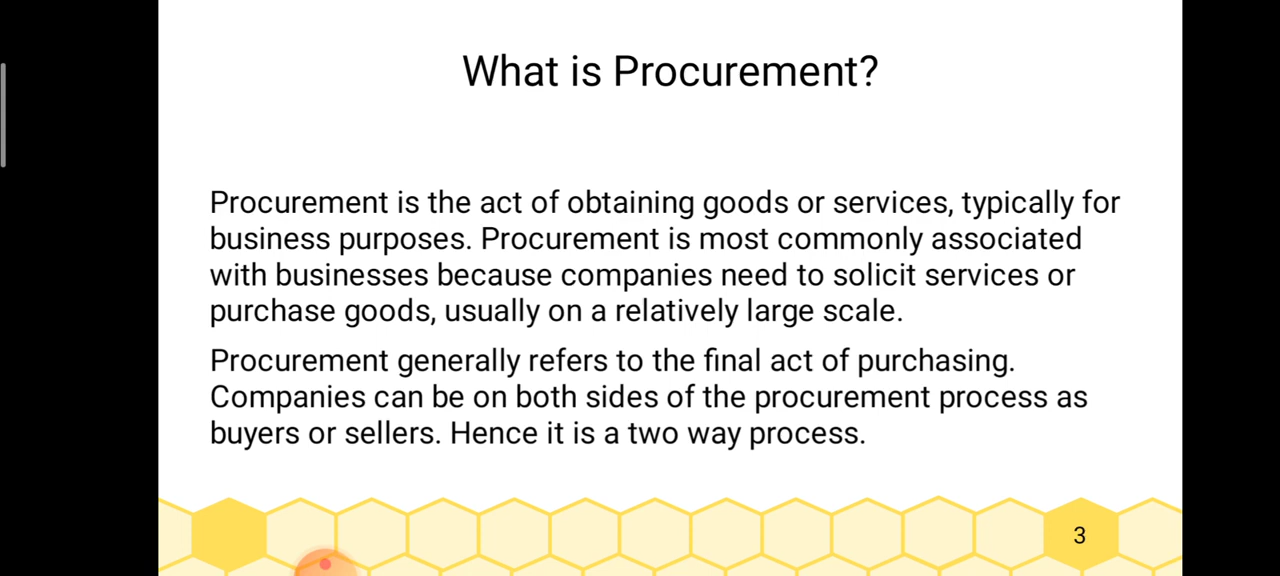 What is Procurement?
Procurement is the act of obtaining goods or services, typically for
business purposes. Procurement is most commonly associated
with businesses because companies need to solicit services or
purchase goods, usually on a relatively large scale.
Procurement generally refers to the final act of purchasing.
Companies can be on both sides of the procurement process as
buyers or sellers. Hence it is a two way process.
3